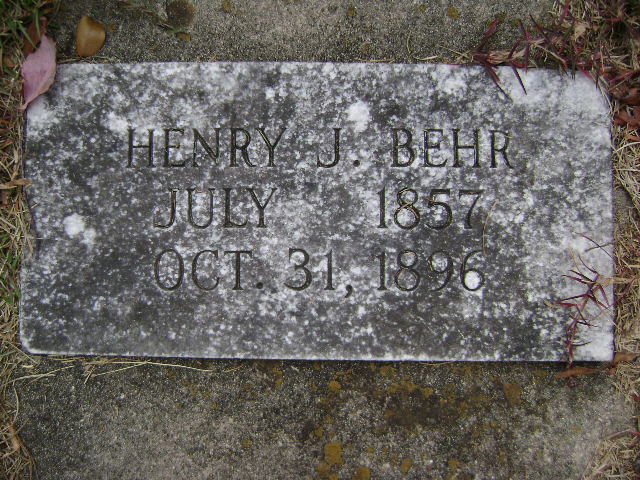 HENRY J. BEHR
JULY 1857
OCT. 31, 1896